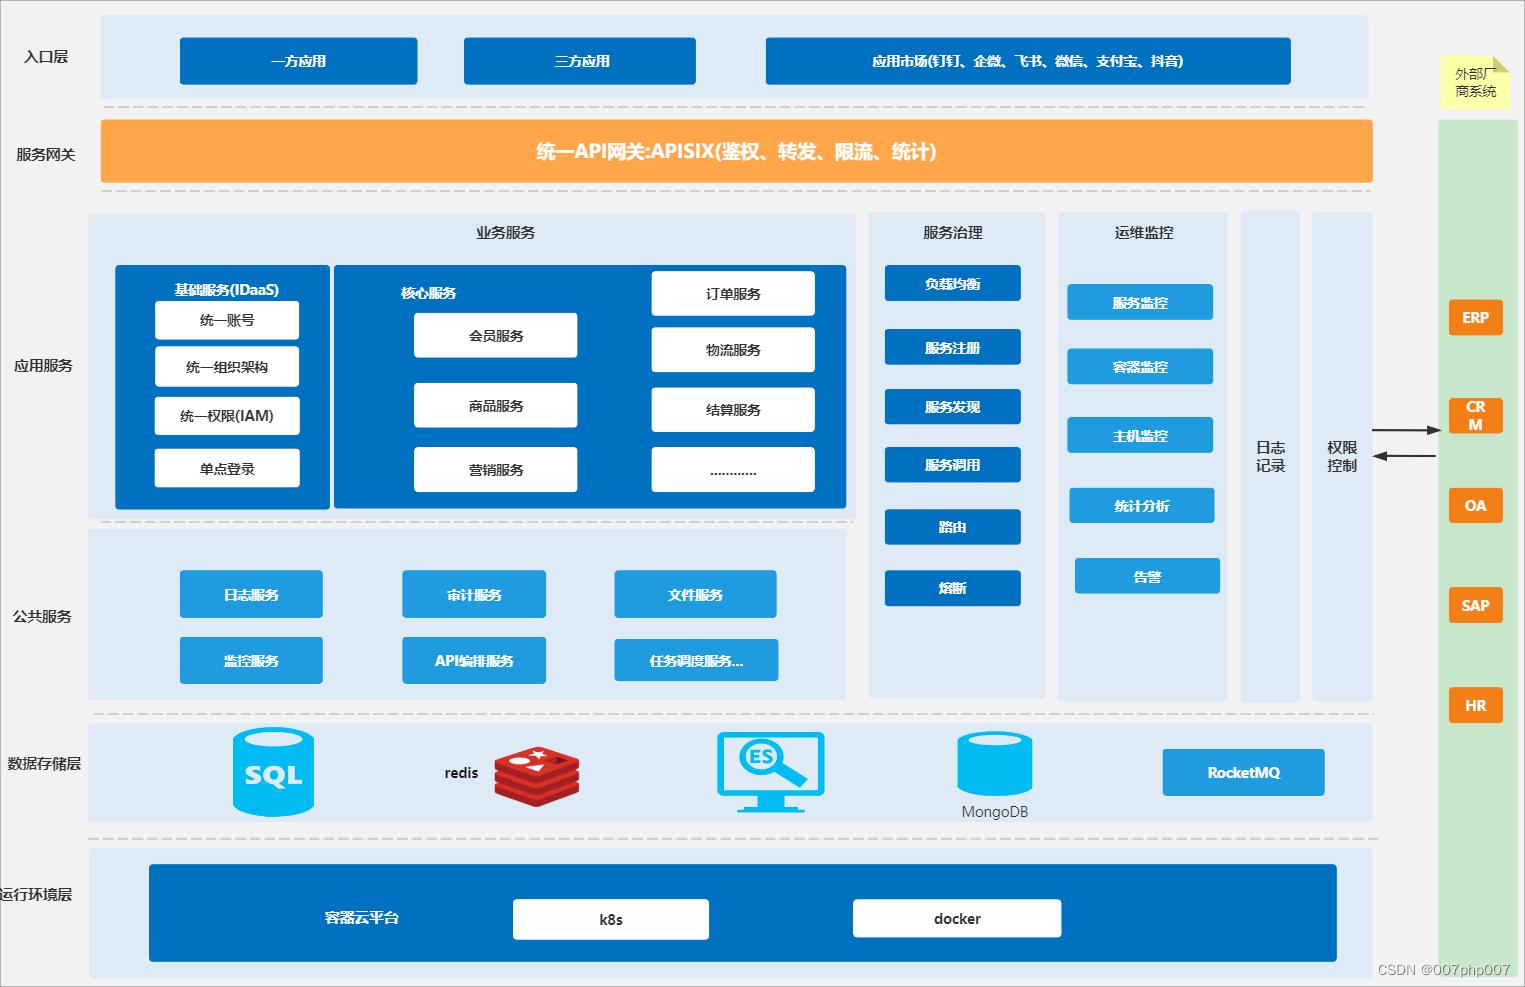 入口层
一方应用
三方应用
应用市场(钉钉、企微、飞书、微信、支付宝、抖音)
外部厂
商系统
服务网关
统一API网关:APISIX(鉴权、转发、限流、统计)
应用服务
业务服务
基础服务(IDaaS)
统一账号
统一组织架构
统一权限(IAM)
单点登录
核心服务
会员服务
商品服务
营销服务
订单服务
物流服务
结算服务
............
服务治理
负载均衡
服务注册
服务发现
服务调用
路由
熔断
运维监控
服务监控
容器监控
主机监控
统计分析
告警
日志
记录
权限
控制
ERP
CR
M
OA
SAP
HR
公共服务
日志服务
审计服务
文件服务
监控服务
API编排服务
任务调度服务...
数据存储层
SQL
redis
ES
MongoDB
RocketMQ
运行环境层
容器云平台
k8s
docker
CSDN @007php007